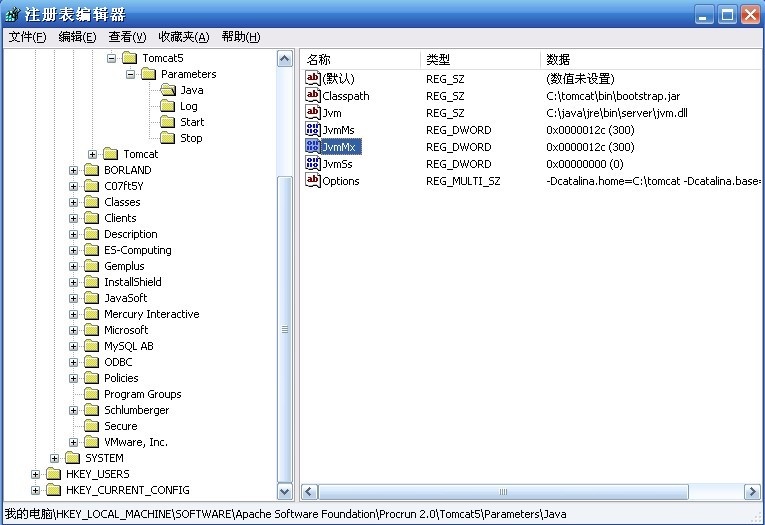 注册表编辑器
文件(F) 编辑(E) 查看(V) 收藏夹(A) 帮助(H)
Tomcat5
Parameters
Java
Log
Start
Stop
Tomcat
BORLAND
C07ft5Y
Classes
Clients
Description
ES-Computing
Gemplus
InstallShield
JavaSoft
Mercury Interactive
Microsoft
MySQL AB
ODBC
Policies
Program Groups
Schlumberger
Secure
VMware, Inc.
SYSTEM
HKEY_USERS
HKEY_CURRENT_CONFIG
名称 类型 数据
(默认) REG_SZ (数值未设置)
Classpath REG_SZ C:\tomcat\bin\bootstrap.jar
Jvm REG_SZ C:\java\jre\bin\server\jvm.dll
JvmMs REG_DWORD 0x0000012c (300)
JvmMx REG_DWORD 0x0000012c (300)
JvmSs REG_DWORD 0x00000000 (0)
Options REG_MULTI_SZ -Dcatalina.home=C:\tomcat -Dcatalina.base=
我的电脑\HKEY_LOCAL_MACHINE\SOFTWARE\Apache Software Foundation\Procrun 2.0\Tomcat5\Parameters\Java